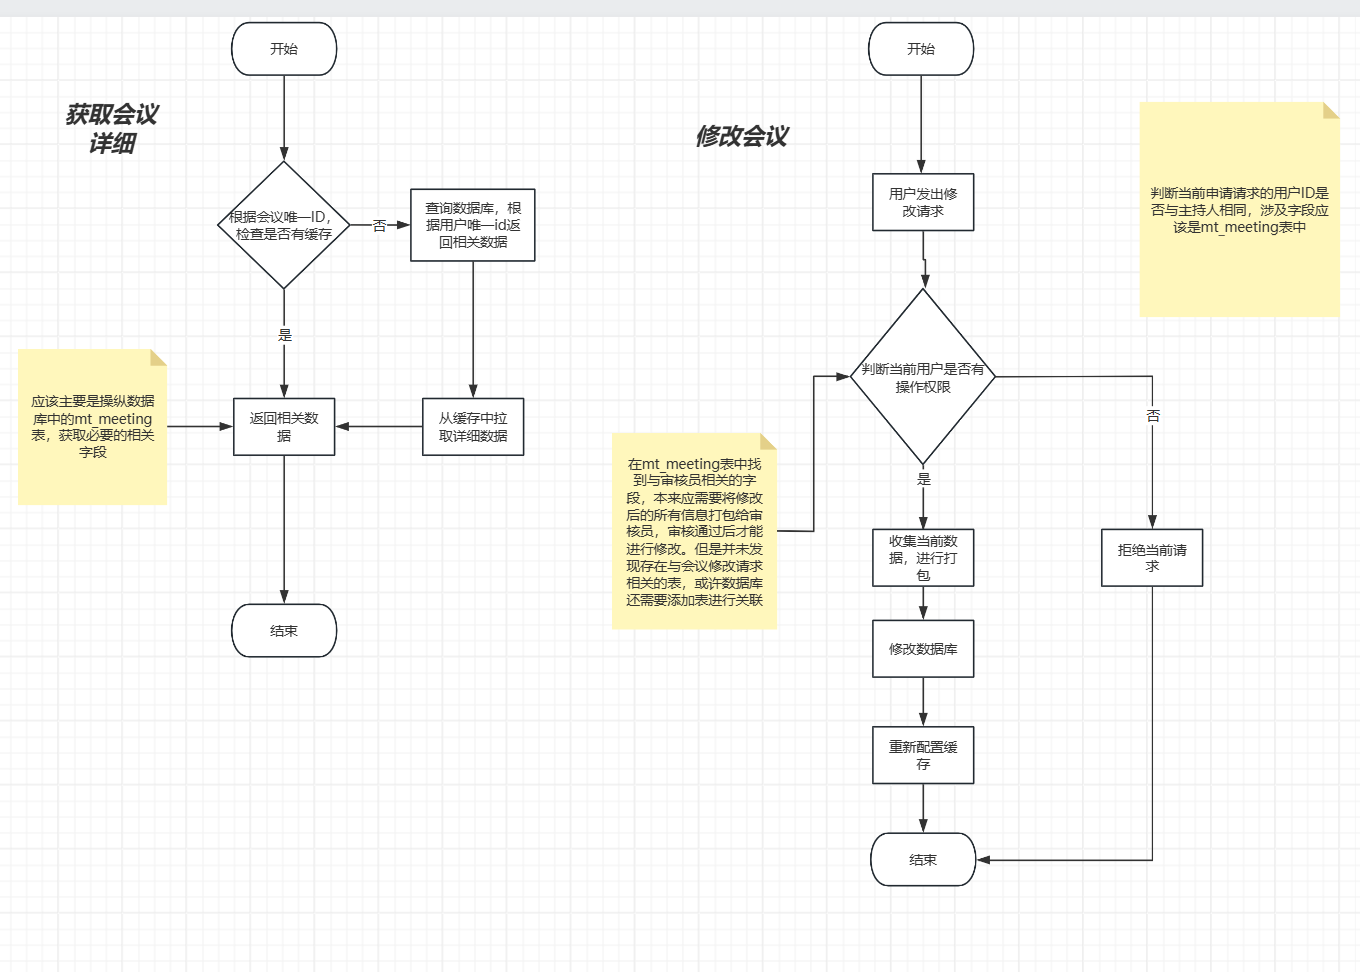 开始
获取会议
详细
根据会议唯一ID，
检查是否有缓存
否
查询数据库，根
据用户唯一id返
回相关数据
是
应该主要是操纵数据
库中的mt_meeting
表，获取必要的相关
字段
返回相关数
据
从缓存中拉
取详细数据
结束
开始
修改会议
用户发出修
改请求
判断当前申请请求的用户ID是
否与主持人相同，涉及字段应
该是mt_meeting表中
判断当前用户是否有
操作权限
否
在mt_meeting表中找
到与审核员相关的字
段，本来应需要将修改
后的所有信息打包给审
核员，审核通过后才能
进行修改。但是并未发
现存在与会议修改请求
相关的表，或许数据库
还需要添加表进行关联
是
收集当前数
据，进行打
包
拒绝当前请
求
修改数据库
重新配置缓
存
结束